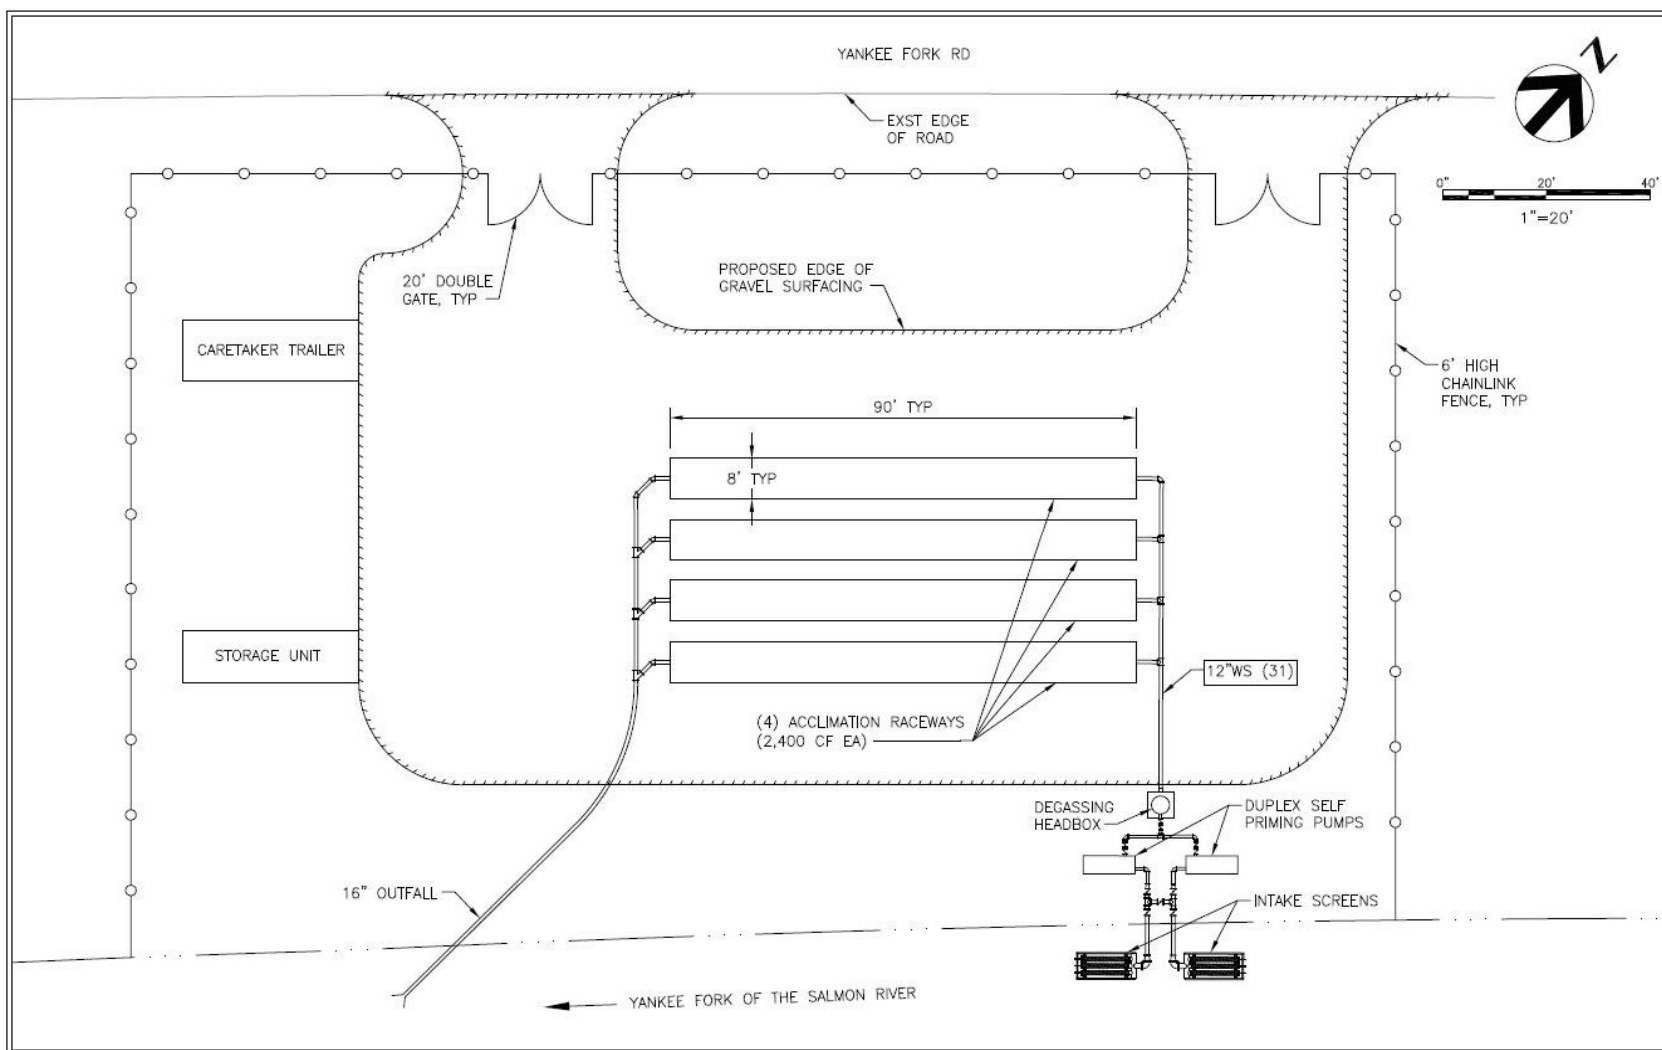 YANKEE FORK RD
N
EXST EDGE
OF ROAD
0" 20' 40'
1"=20'
20' DOUBLE
GATE, TYP
PROPOSED EDGE OF
GRAVEL SURFACING
CARETAKER TRAILER
6' HIGH
CHAINLINK
FENCE, TYP
90' TYP
8' TYP
STORAGE UNIT
12"WS (31)
(4) ACCLIMATION RACEWAYS
(2,400 CF EA)
DEGASSING
HEADBOX
DUPLEX SELF
PRIMING PUMPS
16" OUTFALL
INTAKE SCREENS
YANKEE FORK OF THE SALMON RIVER